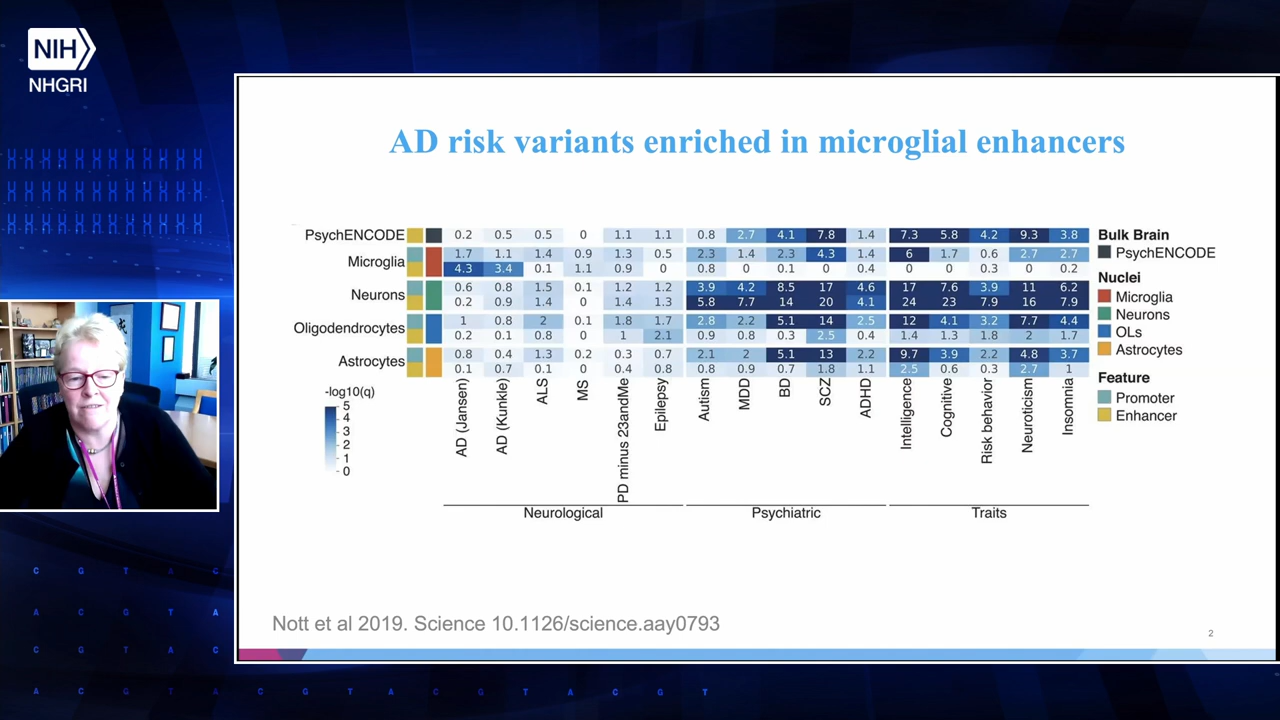 NIH
NHGRI
AD risk variants enriched in microglial enhancers
PsychENCODE 0.2 0.5 0.5 0 1.1 1.1 0.8 2.7 4.1 7.8 1.4 7.3 5.8 4.2 9.3 3.8
Microglia
1.7 1.1 1.4 0.9 1.3 0.5 2.3 1.4 2.3 4.3 1.4 6 1.7 0.6 2.7 2.7
4.3 3.4 0.1 1.1 0.9 0 0.8 0 0.1 0 0.4 0 0 0.3 0 0.2
Neurons
0.6 0.8 1.5 0.1 1.2 1.2 3.9 4.2 8.5 17 4.6 17 7.6 3.9 11 6.2
0.2 0.9 1.4 0 1.4 1.3 5.8 7.7 14 20 4.1 24 23 7.9 16 7.9
Oligodendrocytes
1 0.8 2 0.1 1.8 1.7 2.8 2.2 5.1 14 2.5 12 4.1 3.2 7.7 4.4
0.2 0.1 0.8 0 1 2.1 0.9 0.8 0.3 2.5 0.4 1.4 1.3 1.8 2 1.7
Astrocytes
0.8 0.4 1.3 0.2 0.3 0.7 2.1 2 5.1 13 2.2 9.7 3.9 2.2 4.8 3.7
0.1 0.7 0.1 0 0.4 0.8 0.8 0.9 0.7 1.8 1.1 2.5 0.6 0.3 2.7 1
AD (Jansen)
AD (Kunkle)
ALS
MS
PD minus 23andMe
Epilepsy
Autism
MDD
BD
SCZ
ADHD
Intelligence
Cognitive
Risk behavior
Neuroticism
Insomnia
Neurological
Psychiatric
Traits
-log10(q)
5
4
3
2
1
0
Bulk Brain
PsychENCODE
Nuclei
Microglia
Neurons
OLs
Astrocytes
Feature
Promoter
Enhancer
Nott et al 2019. Science 10.1126/science.aay0793
2
C G T A C
A C G T A
C G T A C
A C G T A C G T A C G T A C G T